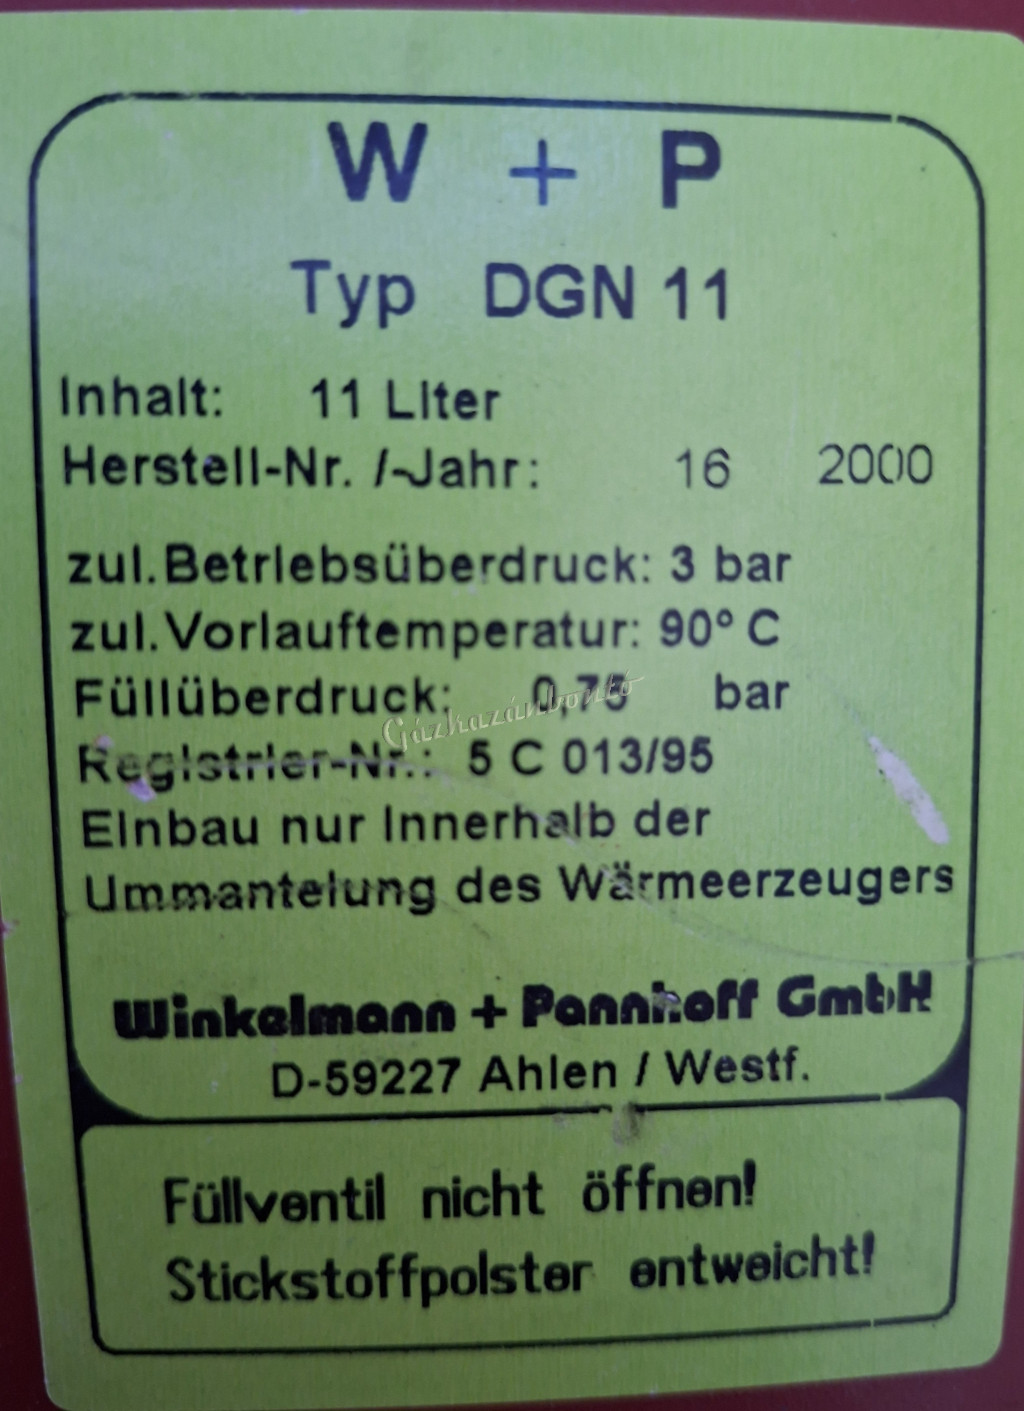 W + P
Typ DGN 11
Inhalt: 11 LIter
Herstell-Nr. /-Jahr: 16 2000
zul. Betrlebsüberdruck: 3 bar
zul. Vorlauftemperatur: 90° C
Füllüberdruck: 0,75 bar
Gázkazánbontó
RegIstrIer-Nr.: 5 C 013/95
EInbau nur Innerhalb der
Ummantelung des Wärmeerzeugers
Winkelmann + Pannhoff GmbH
D-59227 Ahlen / Westf.
Füllventil nicht öffnen!
Stickstoffpolster entweicht!